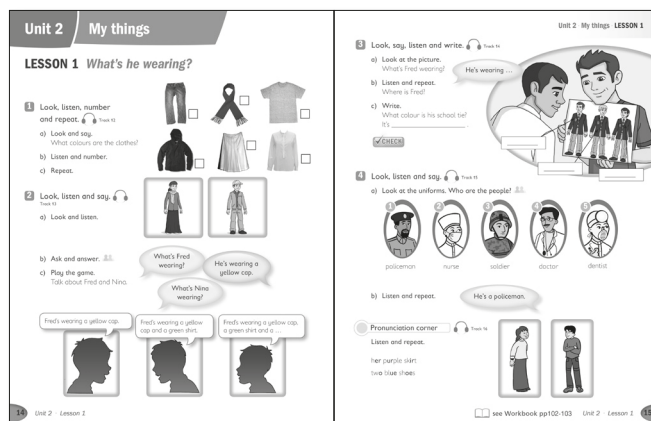 Unit 2 My things
LESSON 1 What's he wearing?
1 Look, listen, number
and repeat. Track 13
a) Look and say.
What colours are the clothes?
b) Listen and number.
c) Repeat.
2 Look, listen and say.
a) Look and listen.
b) Ask and answer.
c) Play the game.
Talk about Fred and Nina.
What's Fred
wearing?
He's wearing a
yellow cap.
What's Nina
wearing?
Fred's wearing a yellow
cap.
Fred's wearing a yellow
cap and a green shirt.
Fred's wearing a yellow cap,
a green shirt and a ...
14 Unit 2 · Lesson 1
Unit 2 My things LESSON 1
3 Look, say, listen and write. Track 14
a) Look at the picture.
What's Fred wearing?
He's wearing ...
b) Listen and repeat.
Where is Fred?
c) Write.
What colour is his school tie?
It's
CHECK
4 Look, listen and say. Track 15
a) Look at the uniforms. Who are the people?
1 2 3 4 5
policeman nurse soldier doctor dentist
b) Listen and repeat.
He's a policeman.
Pronunciation corner Track 16
Listen and repeat.
her purple skirt
two blue shoes
see Workbook pp102-103 Unit 2 · Lesson 1 15